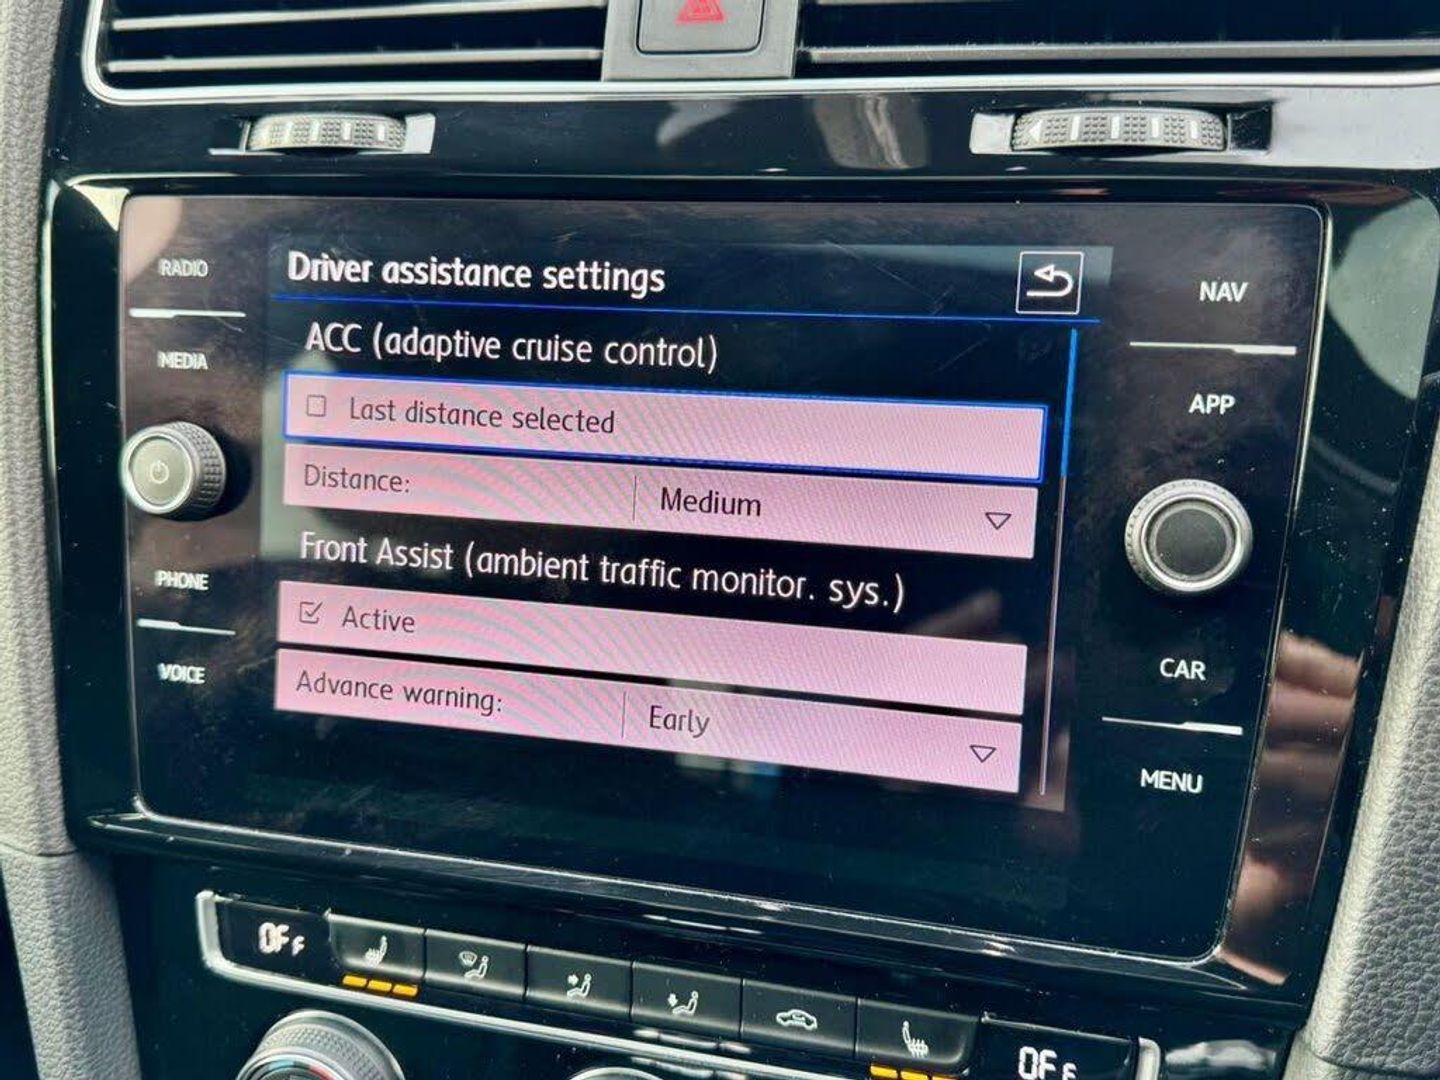 RADIO
MEDIA
PHONE
VOICE
Driver assistance settings
ACC (adaptive cruise control)
Last distance selected
Distance: Medium
Front Assist (ambient traffic monitor. sys.)
Active
Advance warning: Early
NAV
APP
CAR
MENU
OFF
OFF